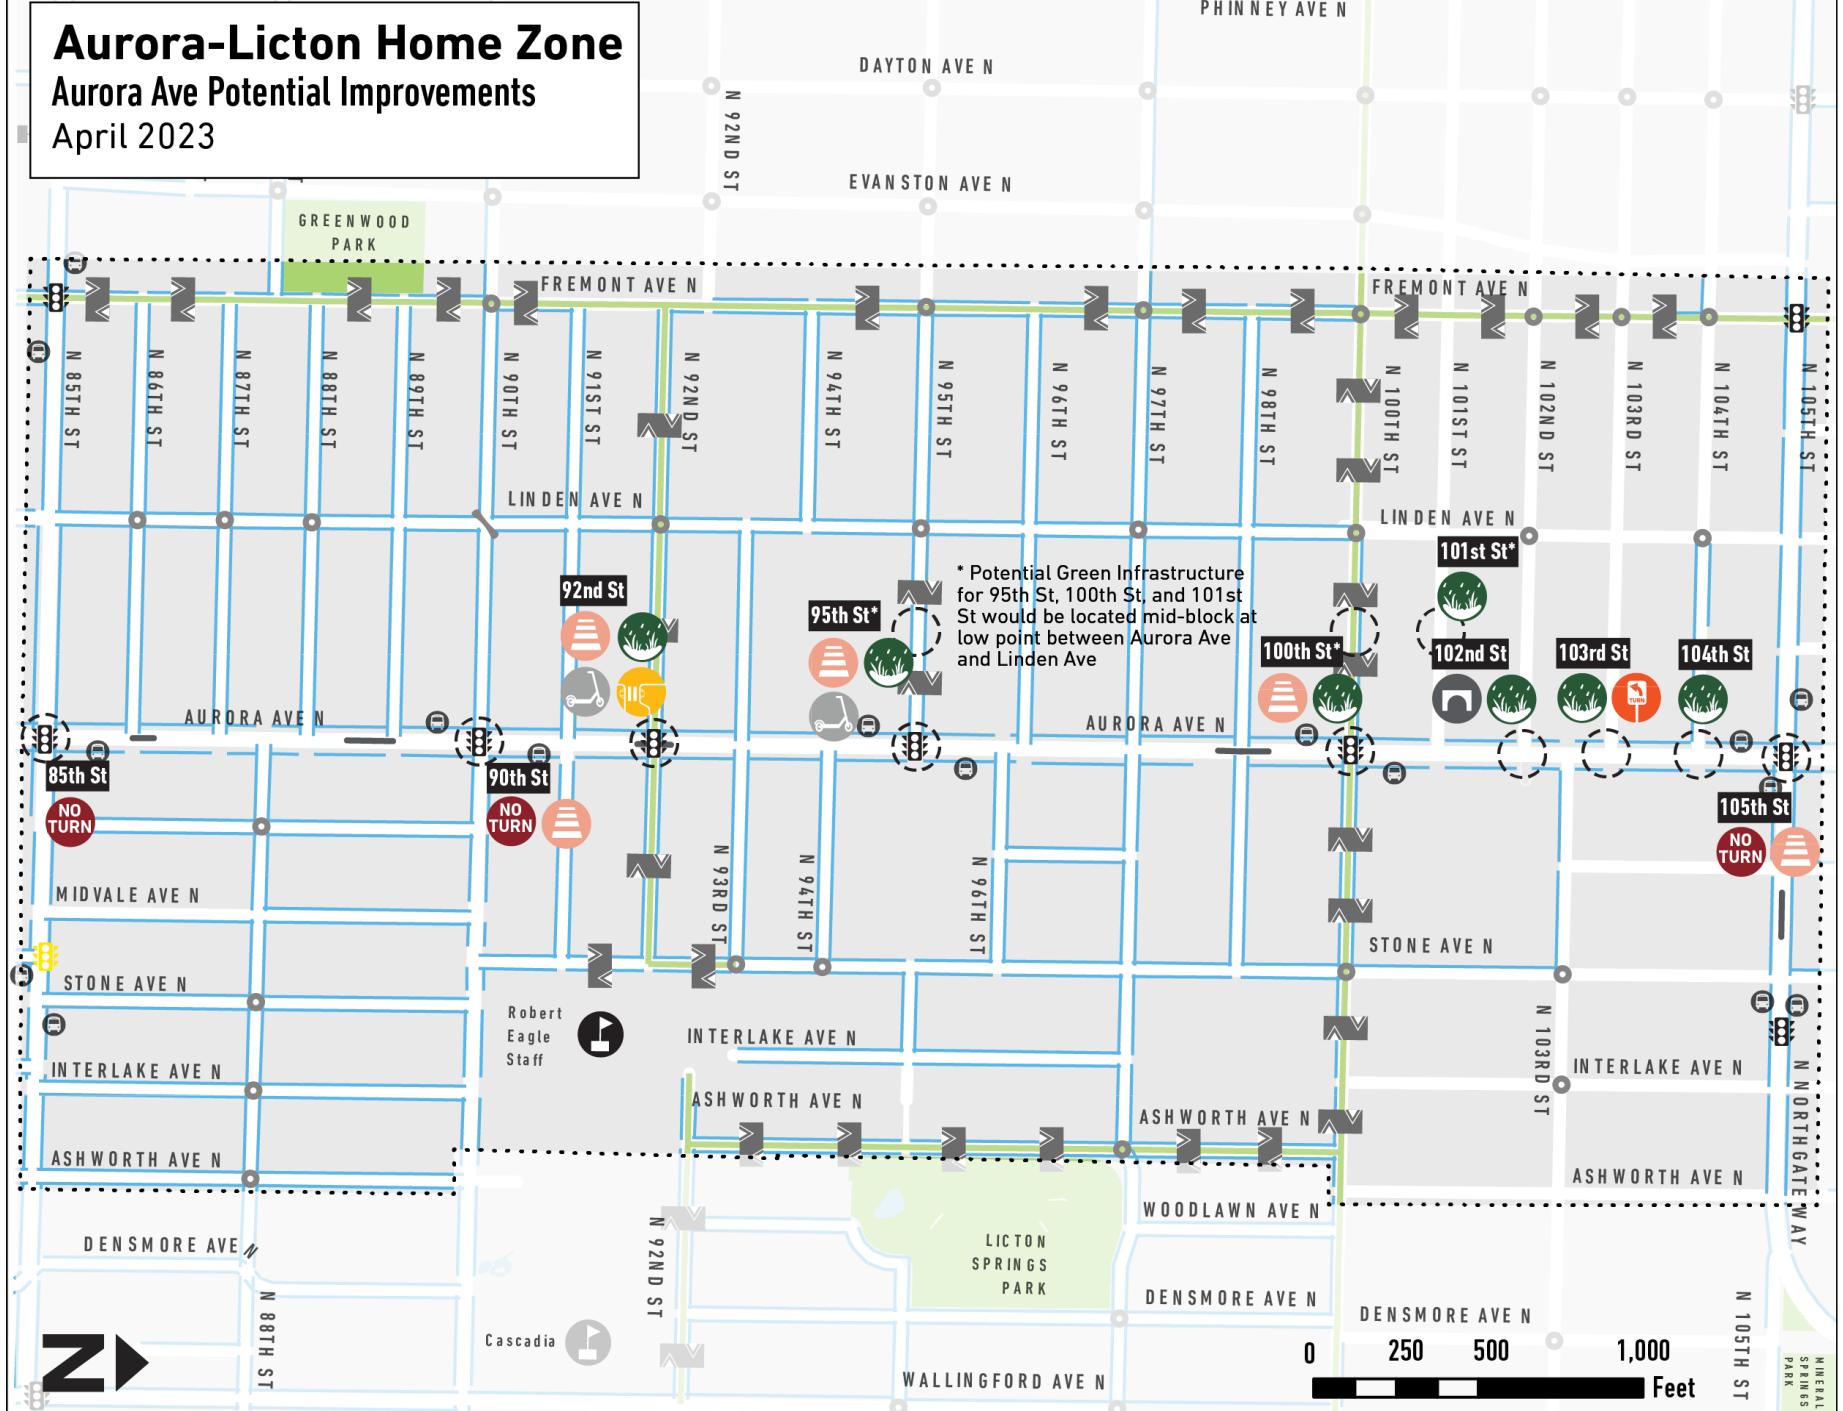 Aurora-Licton Home Zone
Aurora Ave Potential Improvements
April 2023
PHINNEY AVE N
DAYTON AVE N
N 92ND ST
EVANSTON AVE N
GREENWOOD
PARK
FREMONT AVE N
FREMONT AVE N
N 85TH ST
N 86TH ST
N 87TH ST
N 88TH ST
N 89TH ST
N 90TH ST
N 91ST ST
N 92ND ST
N 94TH ST
N 95TH ST
N 96TH ST
N 97TH ST
N 98TH ST
N 100TH ST
N 101ST ST
N 102ND ST
N 103RD ST
N 104TH ST
N 105TH ST
LINDEN AVE N
LINDEN AVE N
101st St*
92nd St
95th St*
* Potential Green Infrastructure
for 95th St, 100th St, and 101st
St would be located mid-block at
low point between Aurora Ave
and Linden Ave
100th St*
102nd St
103rd St
104th St
TURN
AURORA AVE N
AURORA AVE N
85th St
NO
TURN
90th St
NO
TURN
105th St
NO
TURN
MIDVALE AVE N
N 93RD ST
N 94TH ST
N 96TH ST
STONE AVE N
STONE AVE N
Robert
Eagle
Staff
INTERLAKE AVE N
N 103RD ST
INTERLAKE AVE N
INTERLAKE AVE N
N NORTHGATE WAY
ASHWORTH AVE N
ASHWORTH AVE N
ASHWORTH AVE N
ASHWORTH AVE N
WOODLAWN AVE N
N 92ND ST
LICTON
SPRINGS
PARK
DENSMORE AVE N
N 88TH ST
DENSMORE AVE N
DENSMORE AVE N
N 105TH ST
Cascadia
WALLINGFORD AVE N
MINERAL
SPRINGS
PARK
N
0 250 500 1,000
Feet